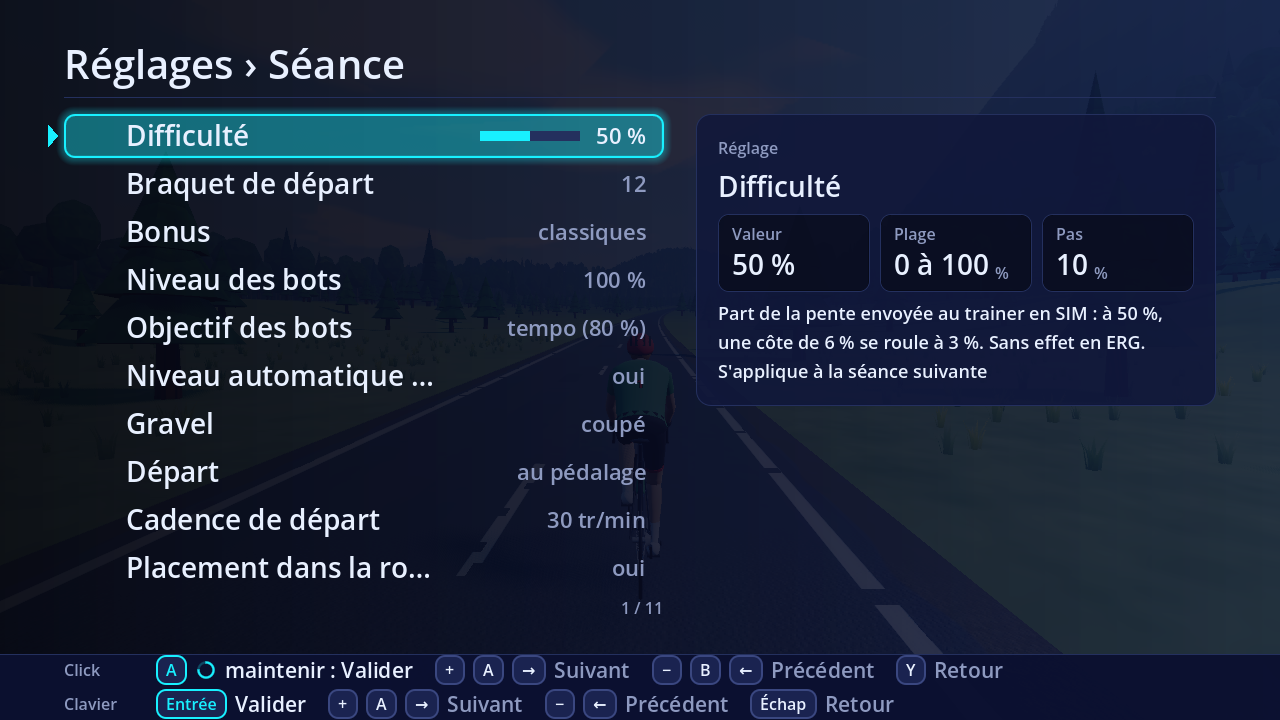 Réglages › Séance
Difficulté 50 %
Braquet de départ 12
Bonus classiques
Niveau des bots 100 %
Objectif des bots tempo (80 %)
Niveau automatique ... oui
Gravel coupé
Départ au pédalage
Cadence de départ 30 tr/min
Placement dans la ro... oui
1 / 11
Réglage
Difficulté
Valeur Plage Pas
50 % 0 à 100 % 10 %
Part de la pente envoyée au trainer en SIM : à 50 %,
une côte de 6 % se roule à 3 %. Sans effet en ERG.
S'applique à la séance suivante
Click A maintenir : Valider + A → Suivant − B ← Précédent Y Retour
Clavier Entrée Valider + A → Suivant − ← Précédent Échap Retour